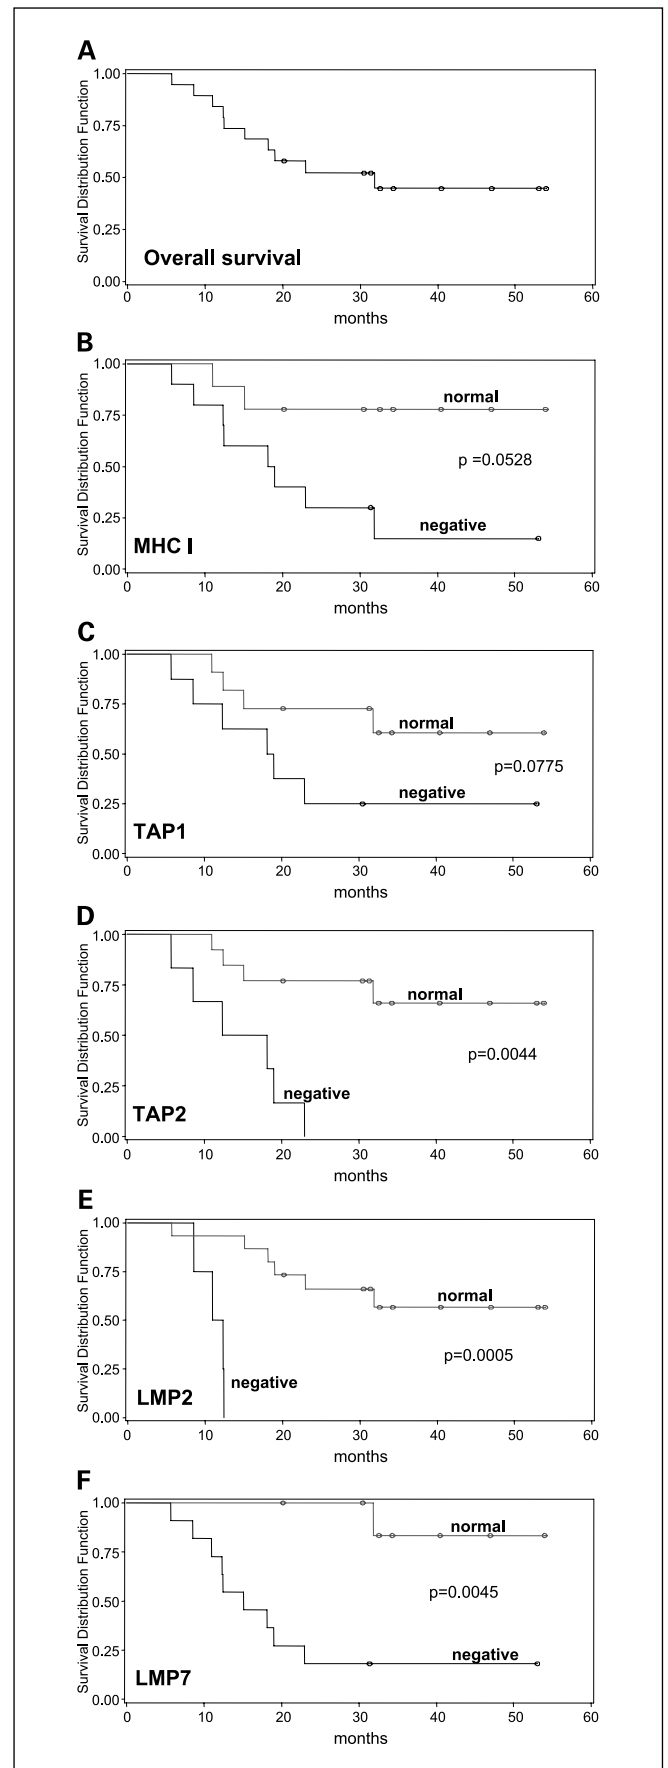 A
Survival Distribution Function
1.00
0.75
0.50
0.25
0.00
Overall survival
0 10 20 30 40 50 60
months
B
Survival Distribution Function
1.00
0.75
0.50
0.25
0.00
normal
p =0.0528
negative
MHC I
0 10 20 30 40 50 60
months
C
Survival Distribution Function
1.00
0.75
0.50
0.25
0.00
normal
p=0.0775
negative
TAP1
0 10 20 30 40 50 60
months
D
Survival Distribution Function
1.00
0.75
0.50
0.25
0.00
normal
p=0.0044
negative
TAP2
0 10 20 30 40 50 60
months
E
Survival Distribution Function
1.00
0.75
0.50
0.25
0.00
normal
p=0.0005
negative
LMP2
0 10 20 30 40 50 60
months
F
Survival Distribution Function
1.00
0.75
0.50
0.25
0.00
normal
p=0.0045
negative
LMP7
0 10 20 30 40 50 60
months